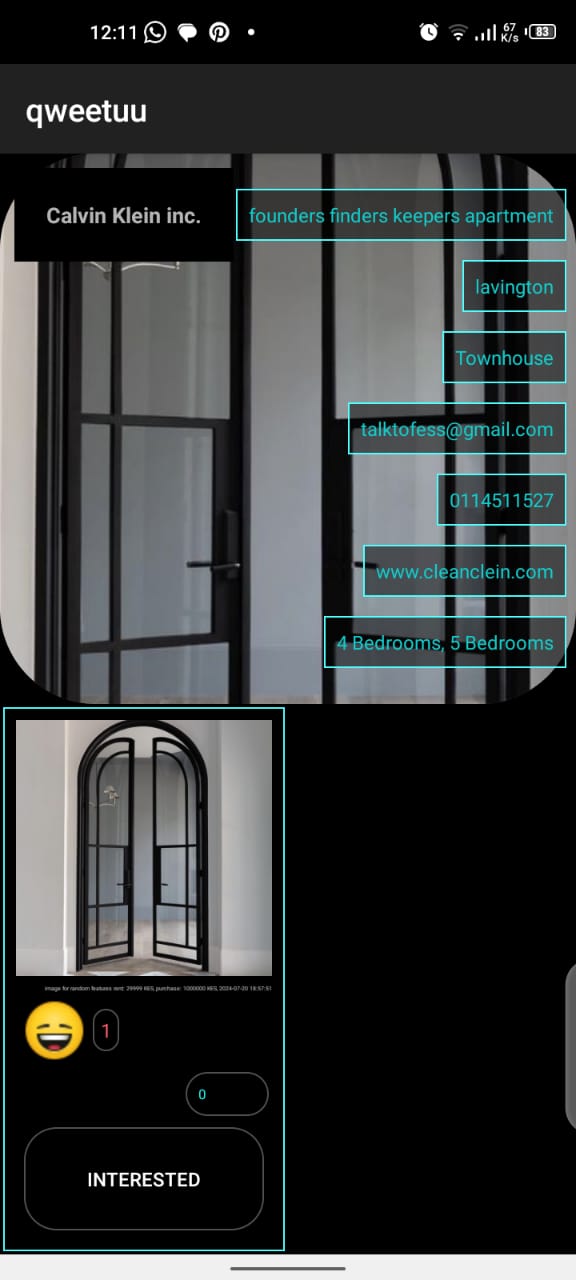 12:11
67
K/s
83
qweetuu
Calvin Klein inc.
founders finders keepers apartment
lavington
Townhouse
talktofess@gmail.com
0114511527
www.cleanclein.com
4 Bedrooms, 5 Bedrooms
image for random features rent: 29999 KES, purchase: 1000000 KES, 2024-07-20 18:57:51
1
0
INTERESTED